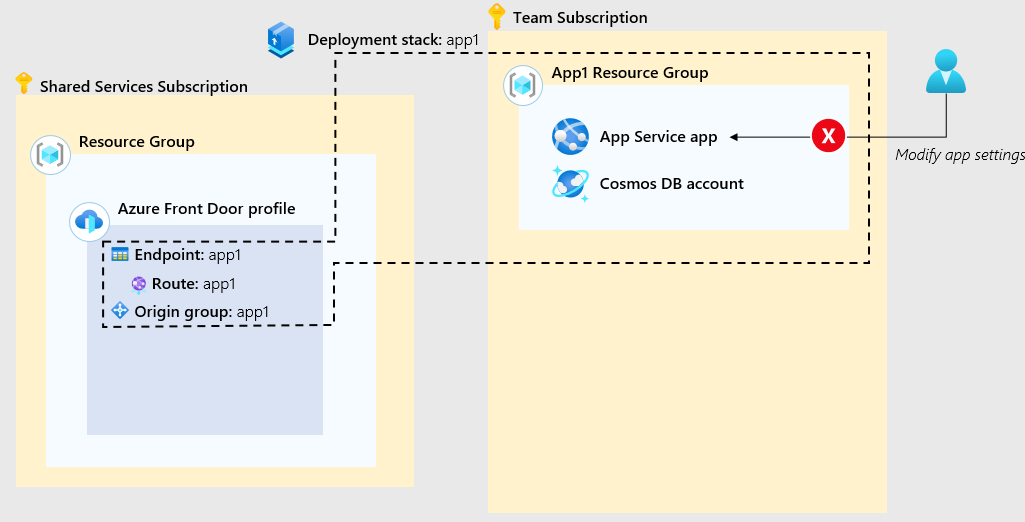 Deployment stack: app1
Team Subscription
Shared Services Subscription
App1 Resource Group
Resource Group
App Service app
X
Modify app settings
Cosmos DB account
Azure Front Door profile
Endpoint: app1
Route: app1
Origin group: app1